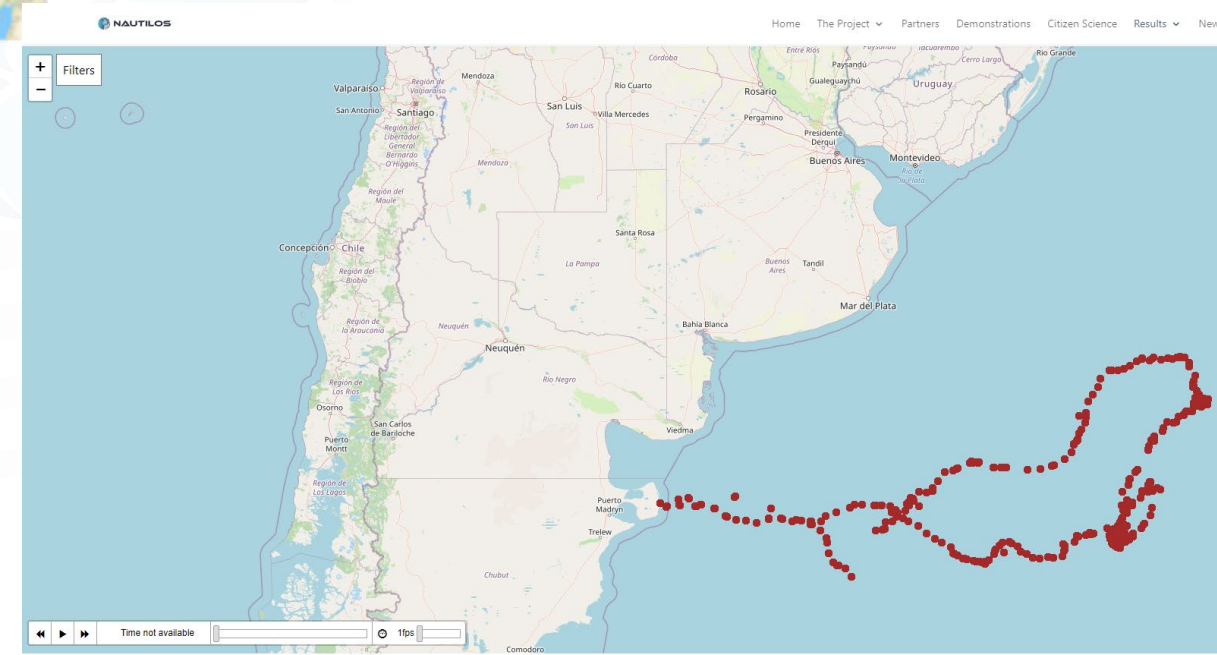 NAUTILOS
Home The Project Partners Demonstrations Citizen Science Results New
+
−
Filters
Entre Ríos
Paysandú
Tacuarembó
Cerro Largo
Rio Grande
Córdoba
Paysandú
Gualeguaychú
Uruguay
Mendoza
Región de Valparaíso
Valparaíso
San Antonio
Santiago
San Luis
Río Cuarto
Villa Mercedes
San Luis
Rosario
Pergamino
Presidente
Derqui
Buenos Aires
Montevideo
Río de
la Plata
Región del
Libertador
General
Bernardo
O'Higgins
Mendoza
Región del
Maule
Santa Rosa
Concepción
Chile
Región del
Biobío
La Pampa
Buenos
Aires
Tandil
Mar del Plata
Región de
la Araucanía
Neuquén
Neuquén
Bahía Blanca
Río Negro
Región de
Los Ríos
Osorno
San Carlos
de Bariloche
Viedma
Puerto
Montt
Región de
Los Lagos
Puerto
Madryn
Trelew
Chubut
Comodoro
Time not available
1fps